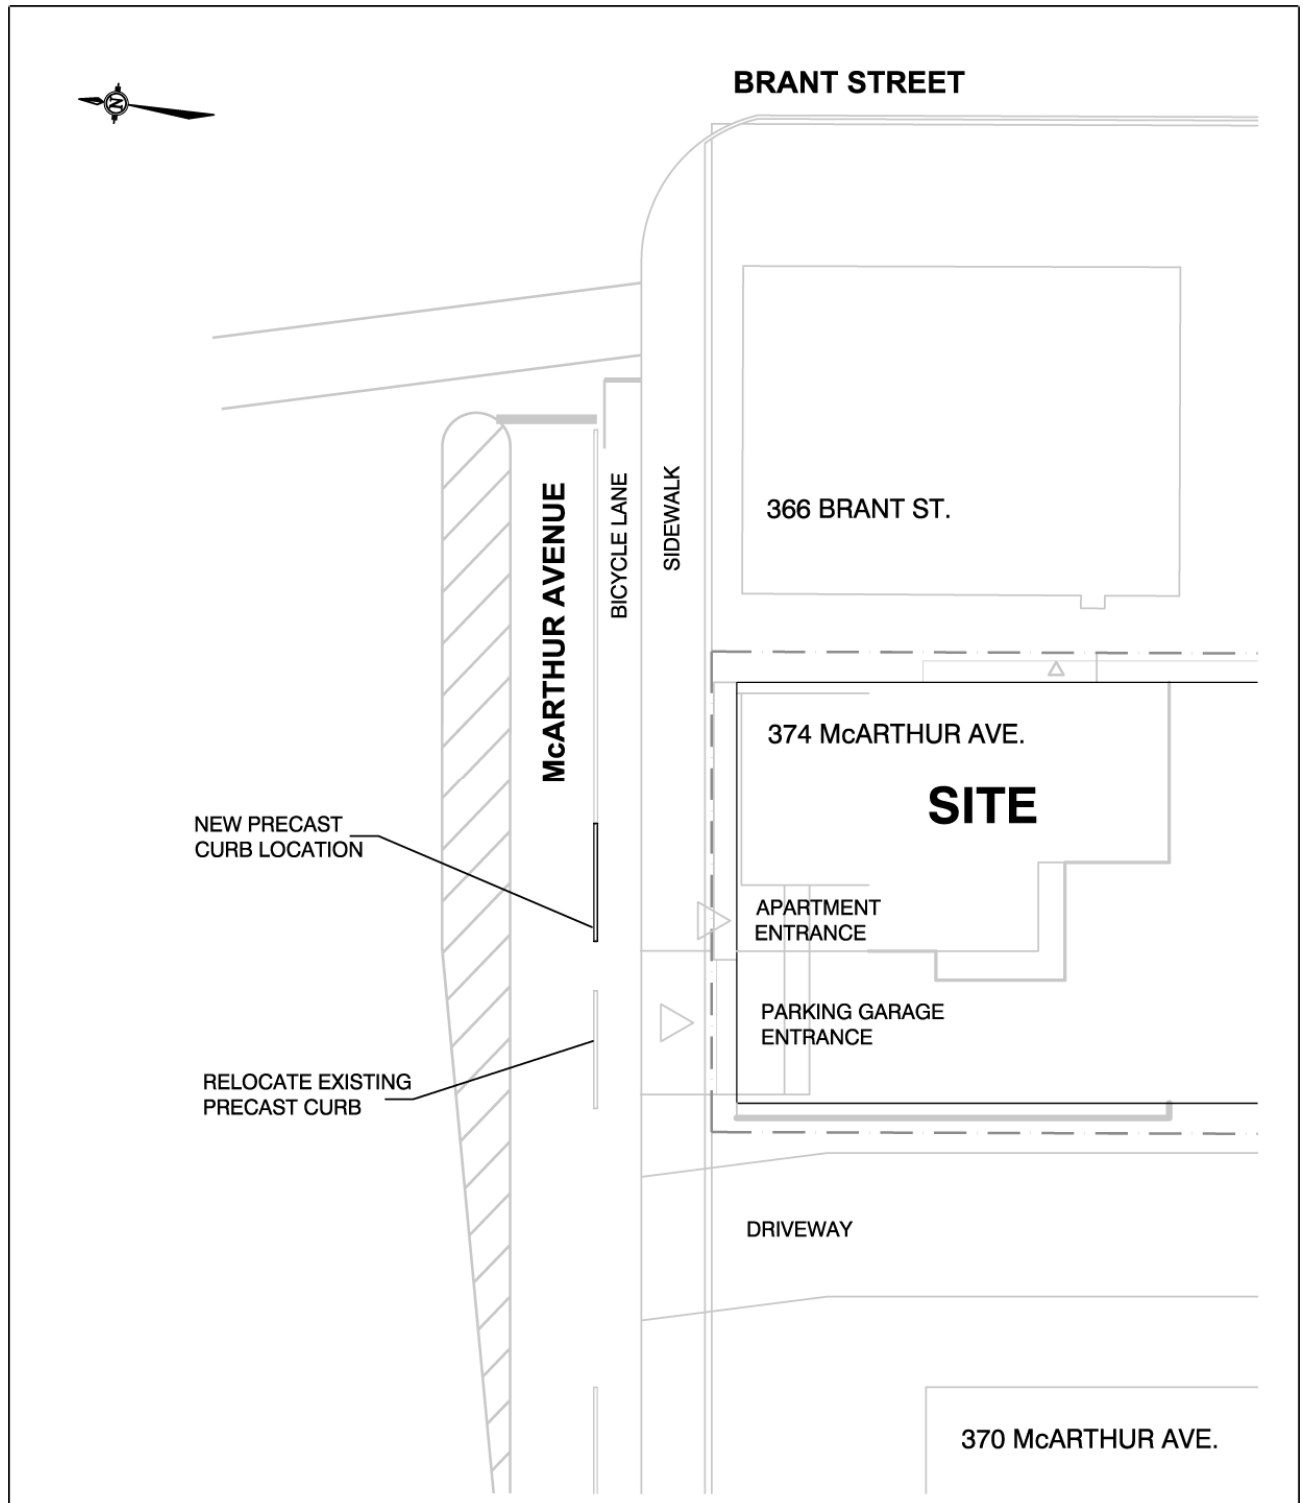 BRANT STREET
N
366 BRANT ST.
McARTHUR AVENUE
BICYCLE LANE
SIDEWALK
374 McARTHUR AVE.
SITE
NEW PRECAST
CURB LOCATION
APARTMENT
ENTRANCE
PARKING GARAGE
ENTRANCE
RELOCATE EXISTING
PRECAST CURB
DRIVEWAY
370 McARTHUR AVE.